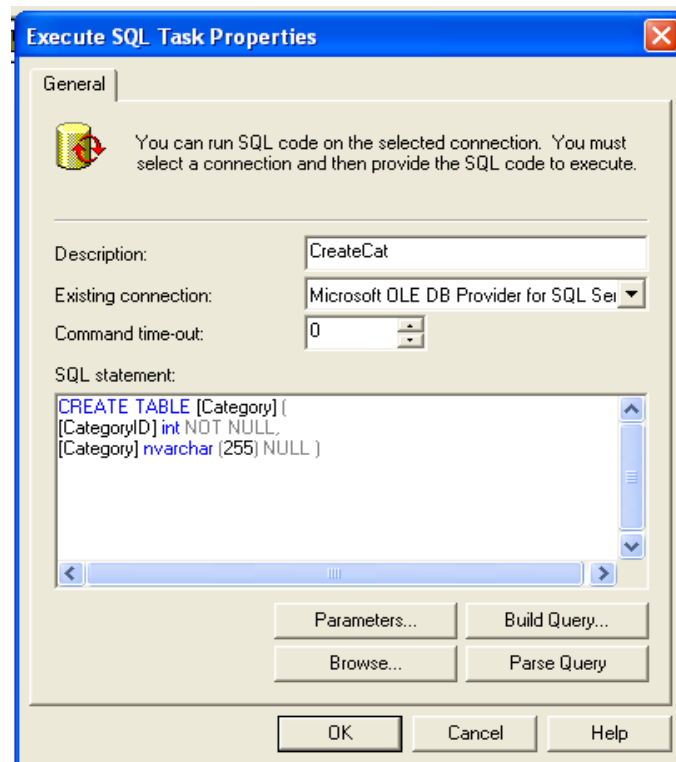 Execute SQL Task Properties
General
You can run SQL code on the selected connection. You must
select a connection and then provide the SQL code to execute.
Description:
CreateCat
Existing connection:
Microsoft OLE DB Provider for SQL Ser
Command time-out:
0
SQL statement:
CREATE TABLE [Category] (
[CategoryID] int NOT NULL,
[Category] nvarchar (255) NULL )
Parameters...
Build Query...
Browse...
Parse Query
OK
Cancel
Help